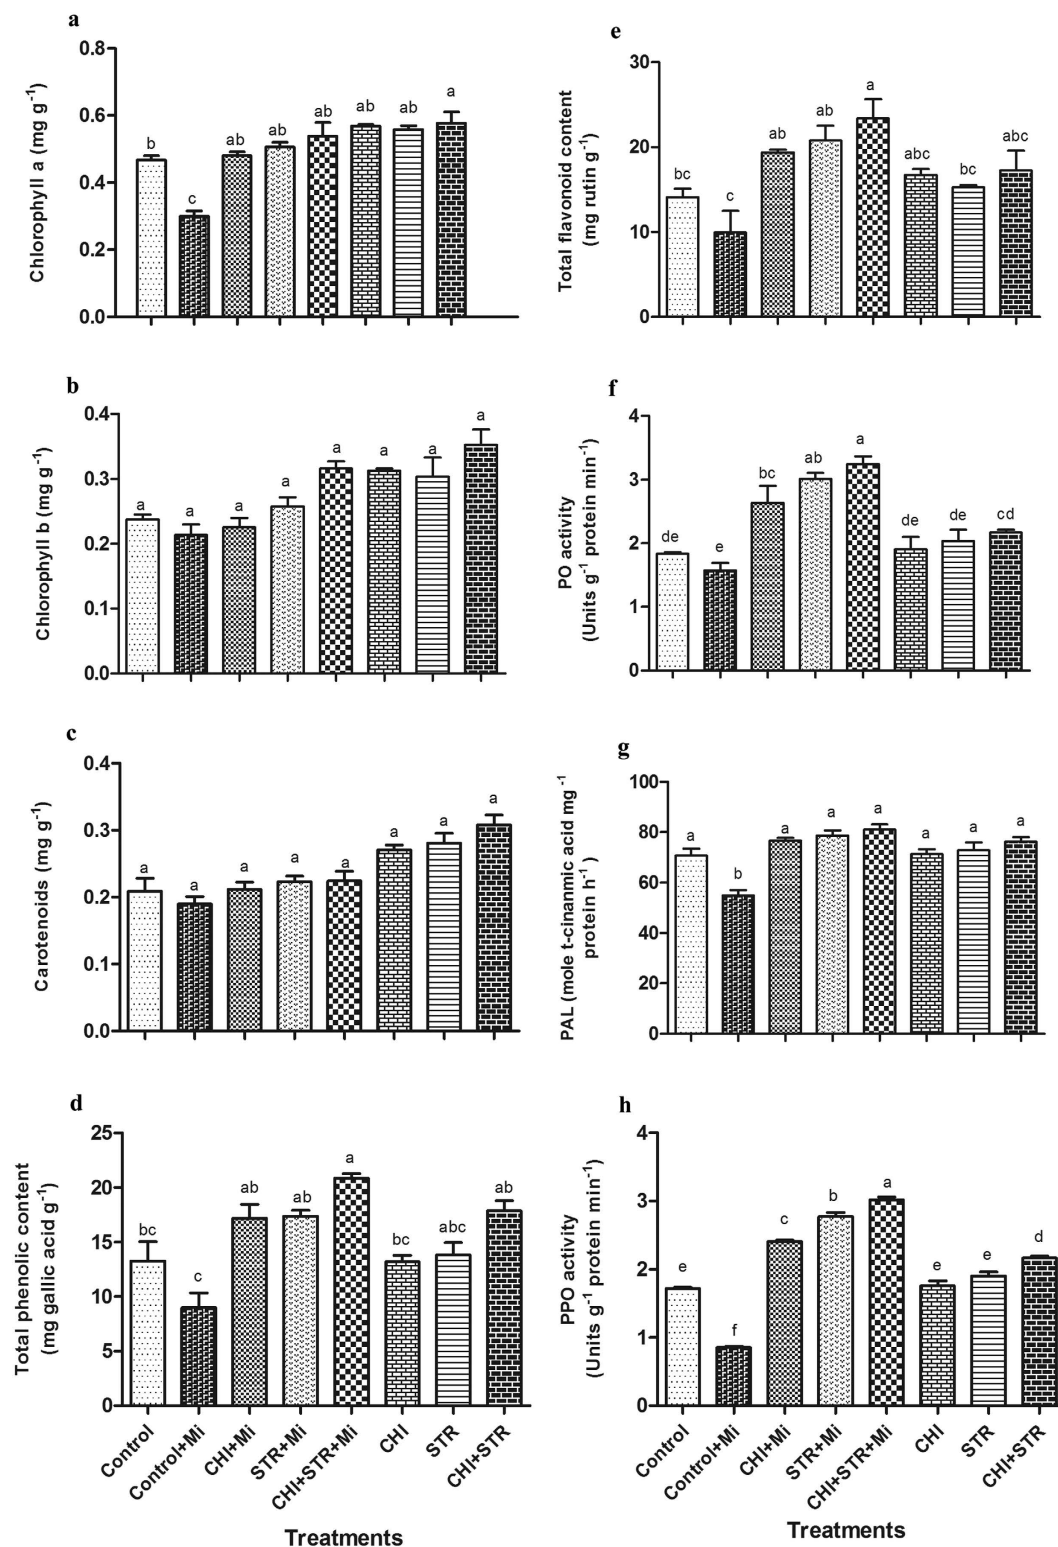 a
Chlorophyll a (mg g⁻¹)
0.8
0.6
0.4
0.2
0.0
b c ab ab ab ab ab a
b
Chlorophyll b (mg g⁻¹)
0.4
0.3
0.2
0.1
0.0
a a a a a a a a
c
Carotenoids (mg g⁻¹)
0.4
0.3
0.2
0.1
0.0
a a a a a a a a
d
Total phenolic content
(mg gallic acid g⁻¹)
25
20
15
10
5
0
bc c ab ab a bc abc ab
Control
Control+Mi
CHI+Mi
STR+Mi
CHI+STR+Mi
CHI
STR
CHI+STR
Treatments
e
Total flavonoid content
(mg rutin g⁻¹)
30
20
10
0
bc c ab ab a abc bc abc
f
PO activity
(Units g⁻¹ protein min⁻¹)
4
3
2
1
0
de e bc ab a de de cd
g
PAL (mole t-cinanmic acid mg⁻¹
protein h⁻¹)
100
80
60
40
20
0
a b a a a a a a
h
PPO activity
(Units g⁻¹ protein min⁻¹)
4
3
2
1
0
e f c b a e e d
Control
Control+Mi
CHI+Mi
STR+Mi
CHI+STR+Mi
CHI
STR
CHI+STR
Treatments